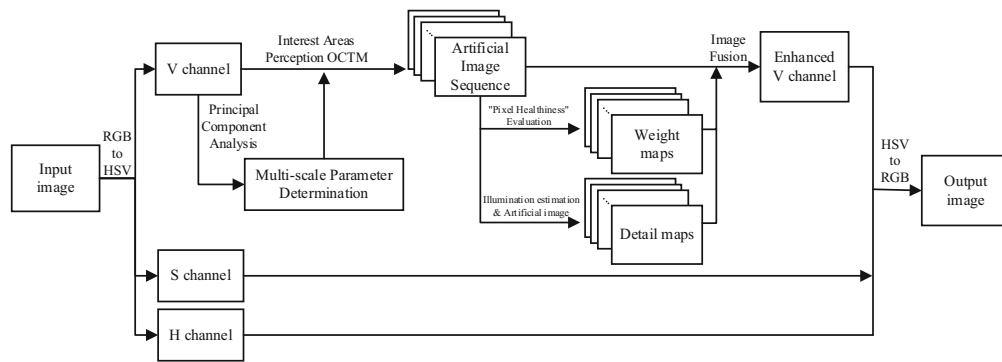 Input
image
RGB
to
HSV
V channel
Principal
Component
Analysis
Multi-scale Parameter
Determination
Interest Areas
Perception OCTM
Artificial
Image
Sequence
"Pixel Healthiness"
Evaluation
Weight
maps
Illumination estimation
& Artificial image
Detail maps
Image
Fusion
Enhanced
V channel
S channel
H channel
HSV
to
RGB
Output
image